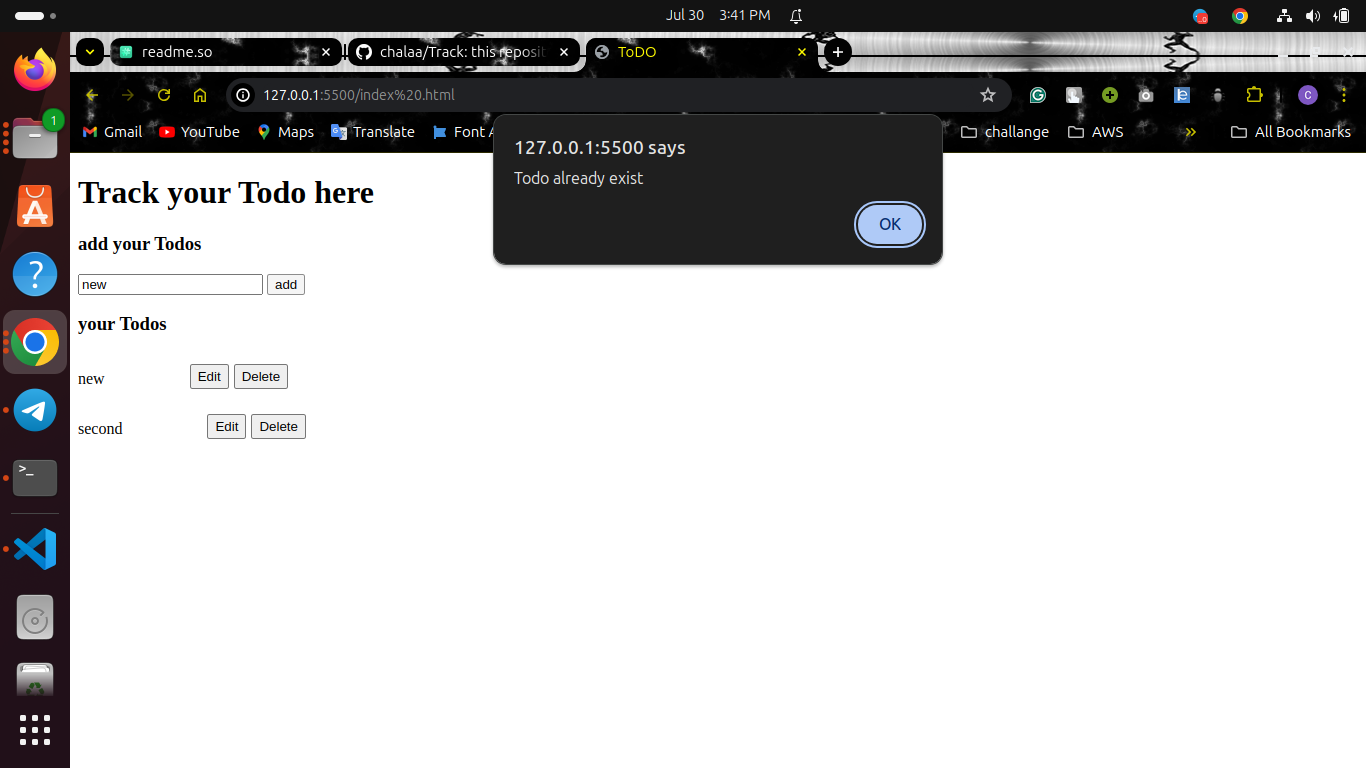 Jul 30 3:41 PM
1
readme.so
chalaa/Track: this reposit
ToDO
127.0.0.1:5500/index%20.html
C
Gmail
YouTube
Maps
Translate
Font A
challange
AWS
All Bookmarks
127.0.0.1:5500 says
Todo already exist
OK
Track your Todo here
add your Todos
new add
your Todos
new Edit Delete
second Edit Delete